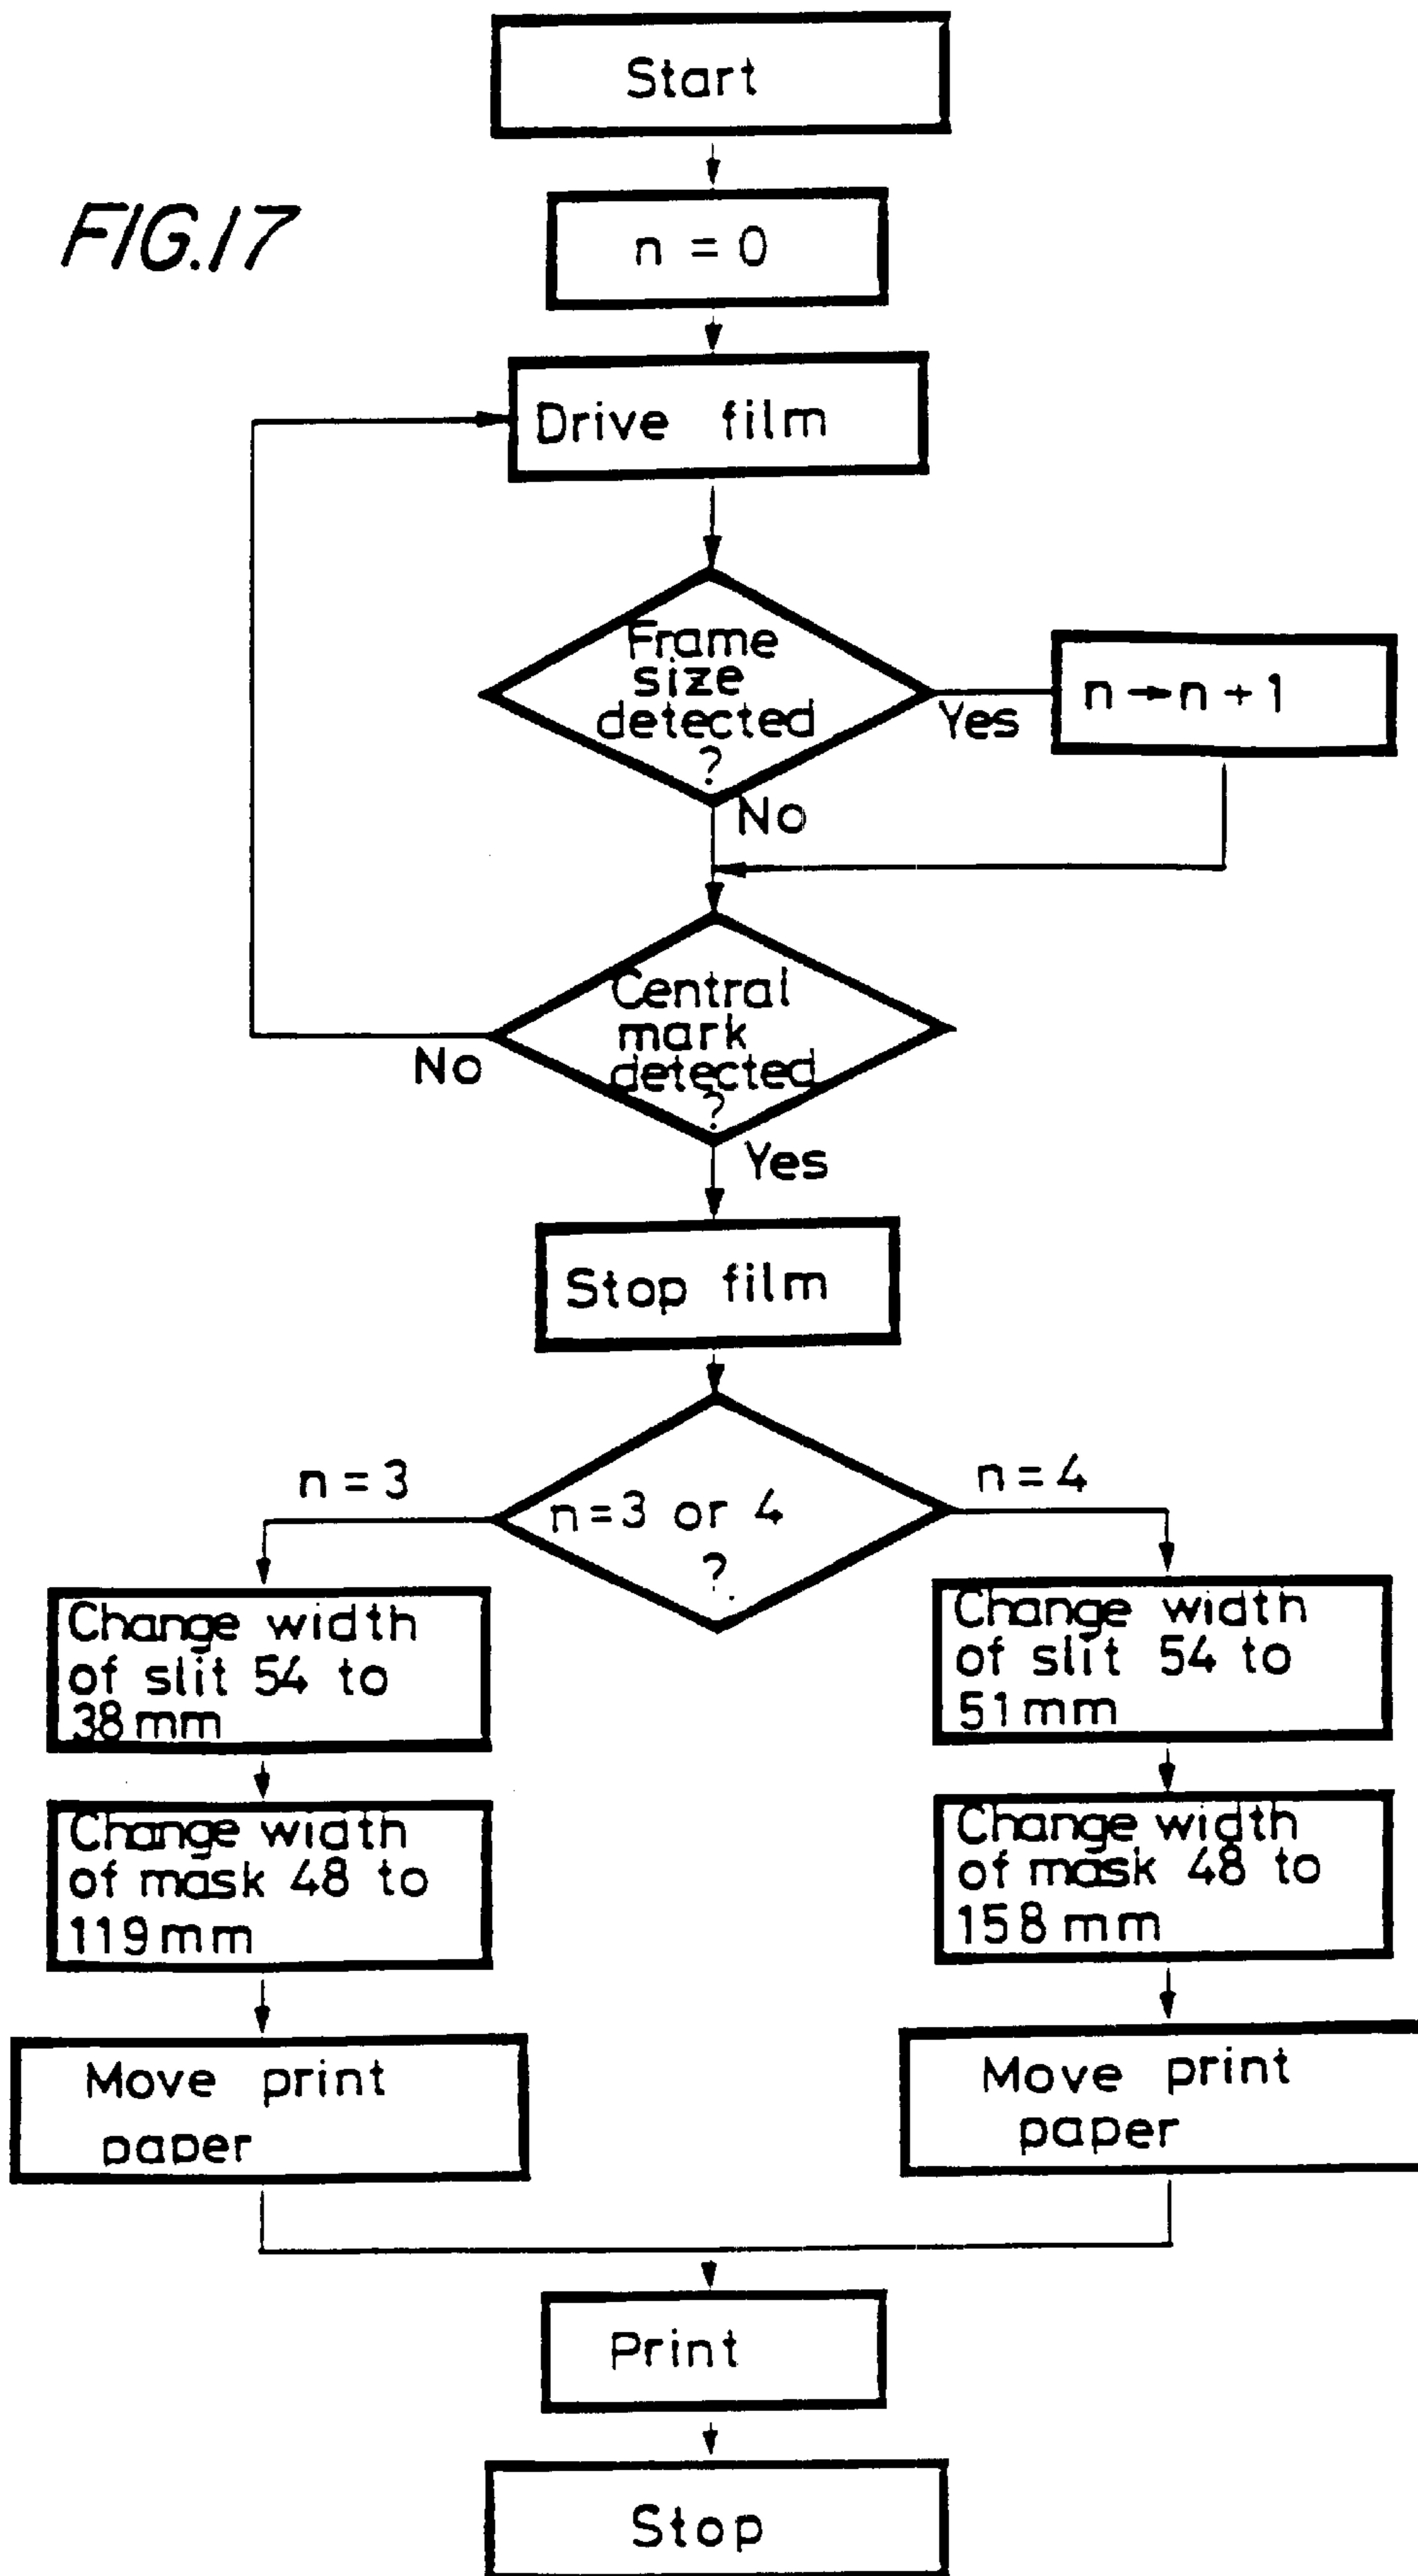 Start
FIG.17
n = 0
Drive film
Frame
size
detected
?
Yes
n→n + 1
No
Central
mark
detected
?
No
Yes
Stop film
n = 3
n=3 or 4
?
n = 4
Change width
of slit 54 to
38 mm
Change width
of slit 54 to
51 mm
Change width
of mask 48 to
119 mm
Change width
of mask 48 to
158 mm
Move print
paper
Move print
paper
Print
Stop